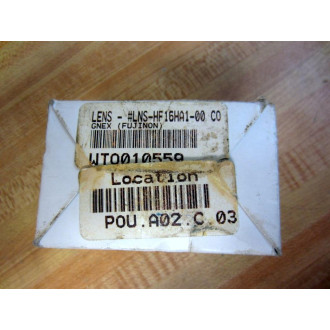 LENS - #LNS-HF16HA1-00 CO
GNEX (FUJINON)
WTO010559
Location
POU.A02.C.03